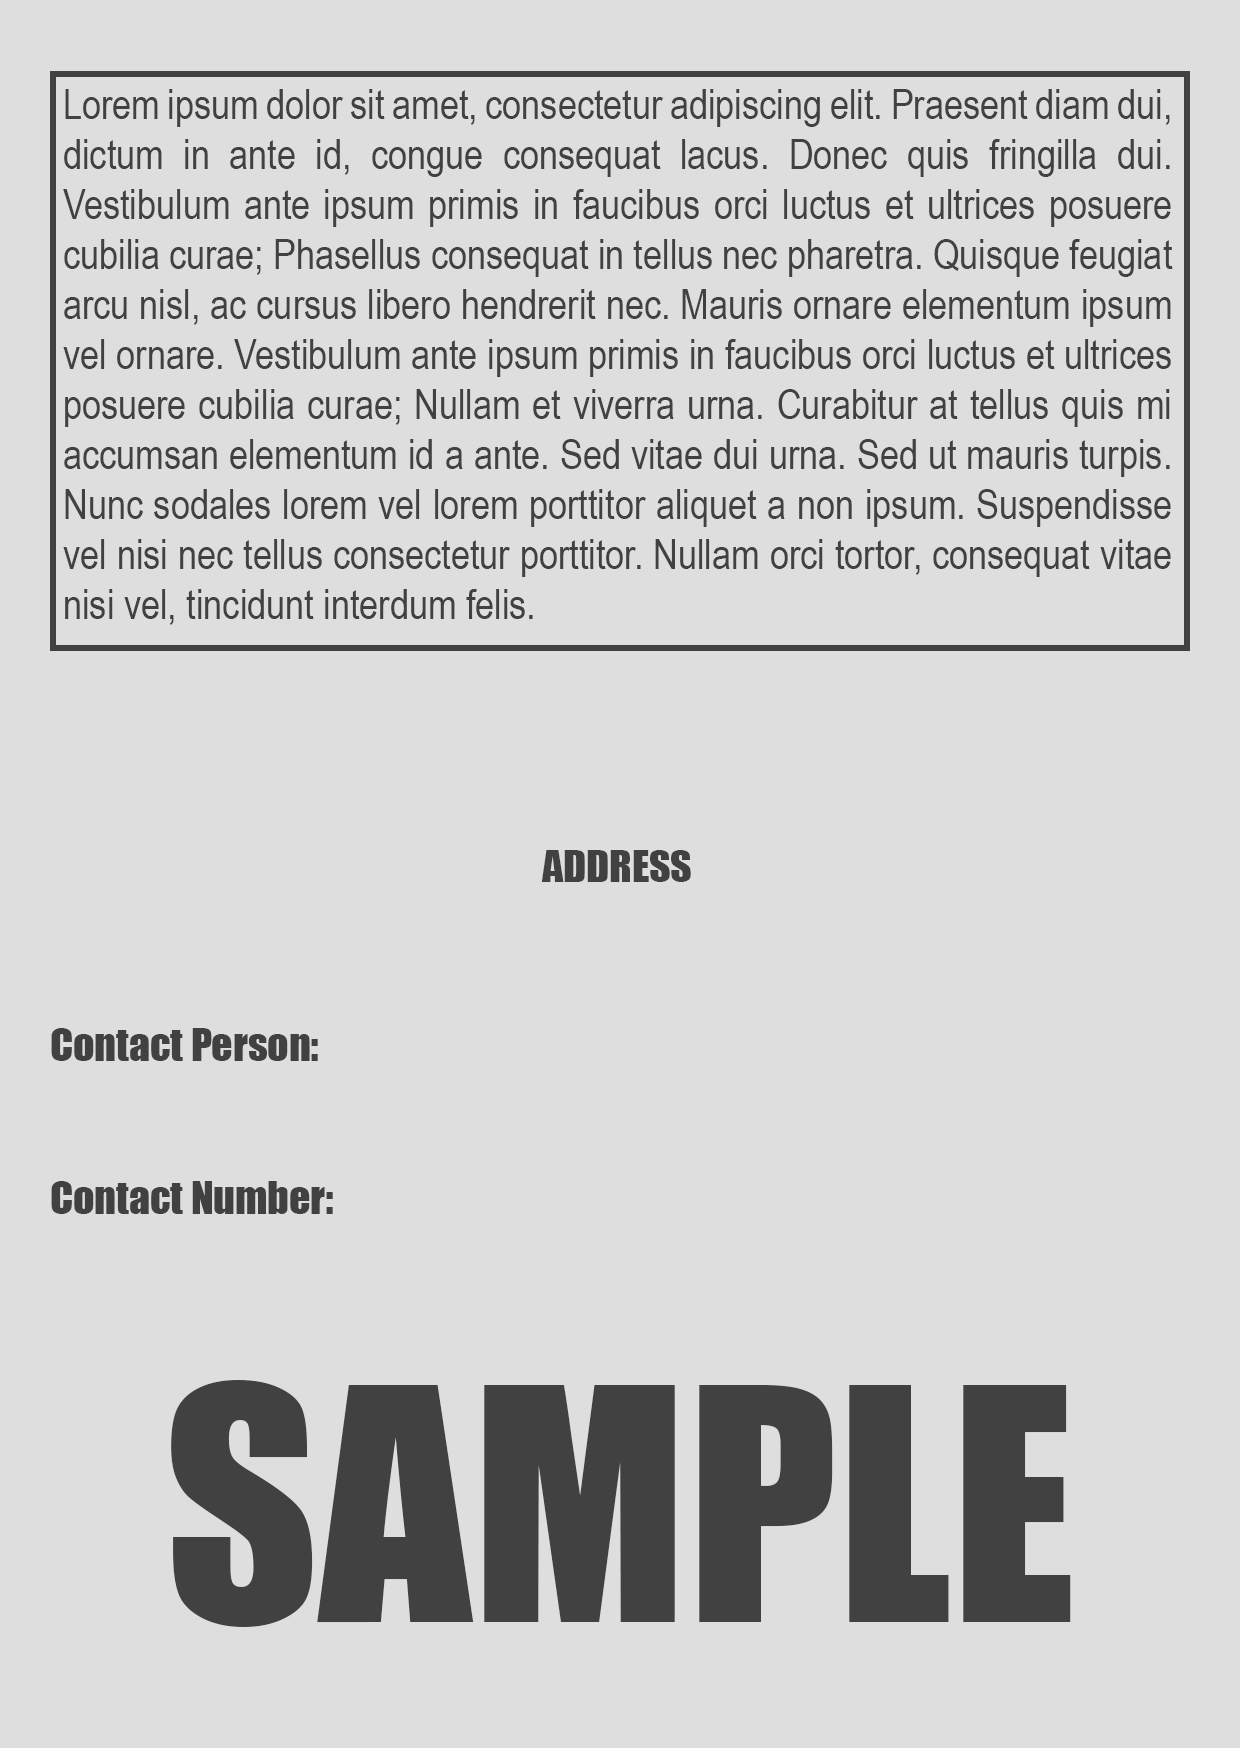 Lorem ipsum dolor sit amet, consectetur adipiscing elit. Praesent diam dui,
dictum in ante id, congue consequat lacus. Donec quis fringilla dui.
Vestibulum ante ipsum primis in faucibus orci luctus et ultrices posuere
cubilia curae; Phasellus consequat in tellus nec pharetra. Quisque feugiat
arcu nisl, ac cursus libero hendrerit nec. Mauris ornare elementum ipsum
vel ornare. Vestibulum ante ipsum primis in faucibus orci luctus et ultrices
posuere cubilia curae; Nullam et viverra urna. Curabitur at tellus quis mi
accumsan elementum id a ante. Sed vitae dui urna. Sed ut mauris turpis.
Nunc sodales lorem vel lorem porttitor aliquet a non ipsum. Suspendisse
vel nisi nec tellus consectetur porttitor. Nullam orci tortor, consequat vitae
nisi vel, tincidunt interdum felis.
ADDRESS
Contact Person:
Contact Number:
SAMPLE